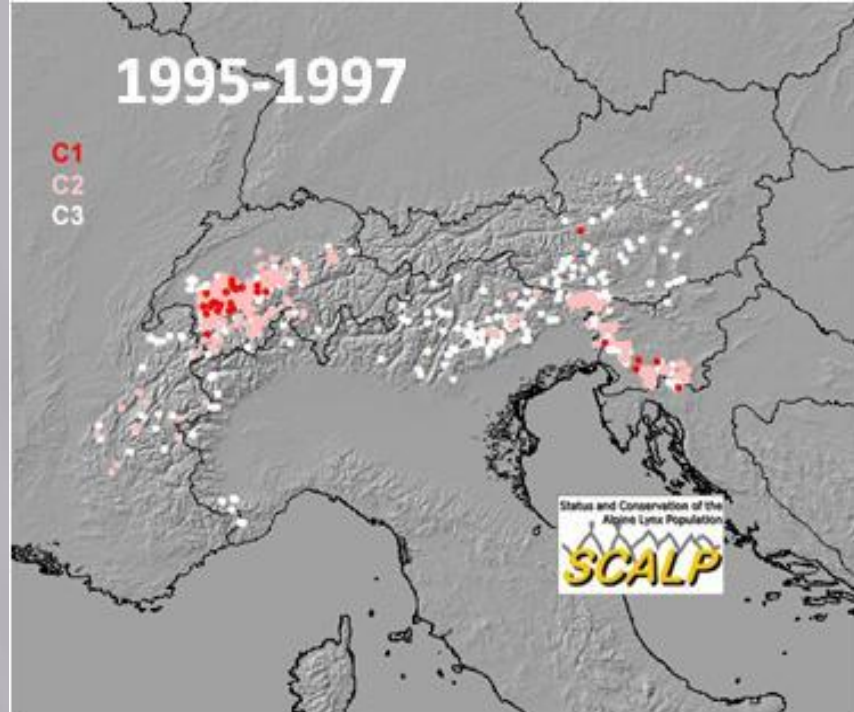 1995-1997
C1
C2
C3
Status and Conservation of the
Alpine Lynx Population
SCALP